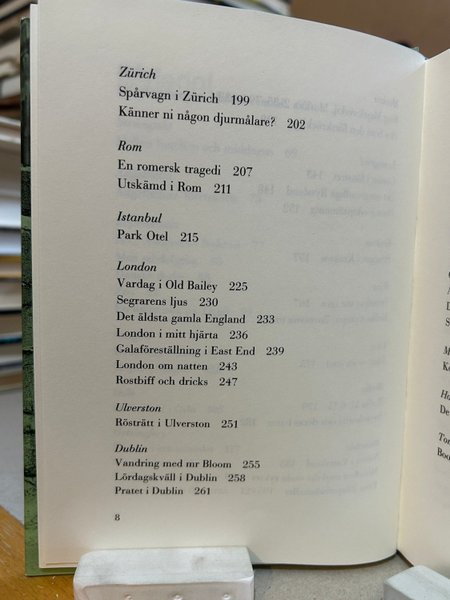 Zürich
Spårvagn i Zürich 199
Känner ni någon djurmålare? 202
Rom
En romersk tragedi 207
Utskämd i Rom 211
Istanbul
Park Otel 215
London
Vardag i Old Bailey 225
Segrarens ljus 230
Det äldsta gamla England 233
London i mitt hjärta 236
Galaföreställning i East End 239
London om natten 243
Rostbiff och dricks 247
Ulverston
Rösträtt i Ulverston 251
Dublin
Vandring med mr Bloom 255
Lördagskväll i Dublin 258
Pratet i Dublin 261
8